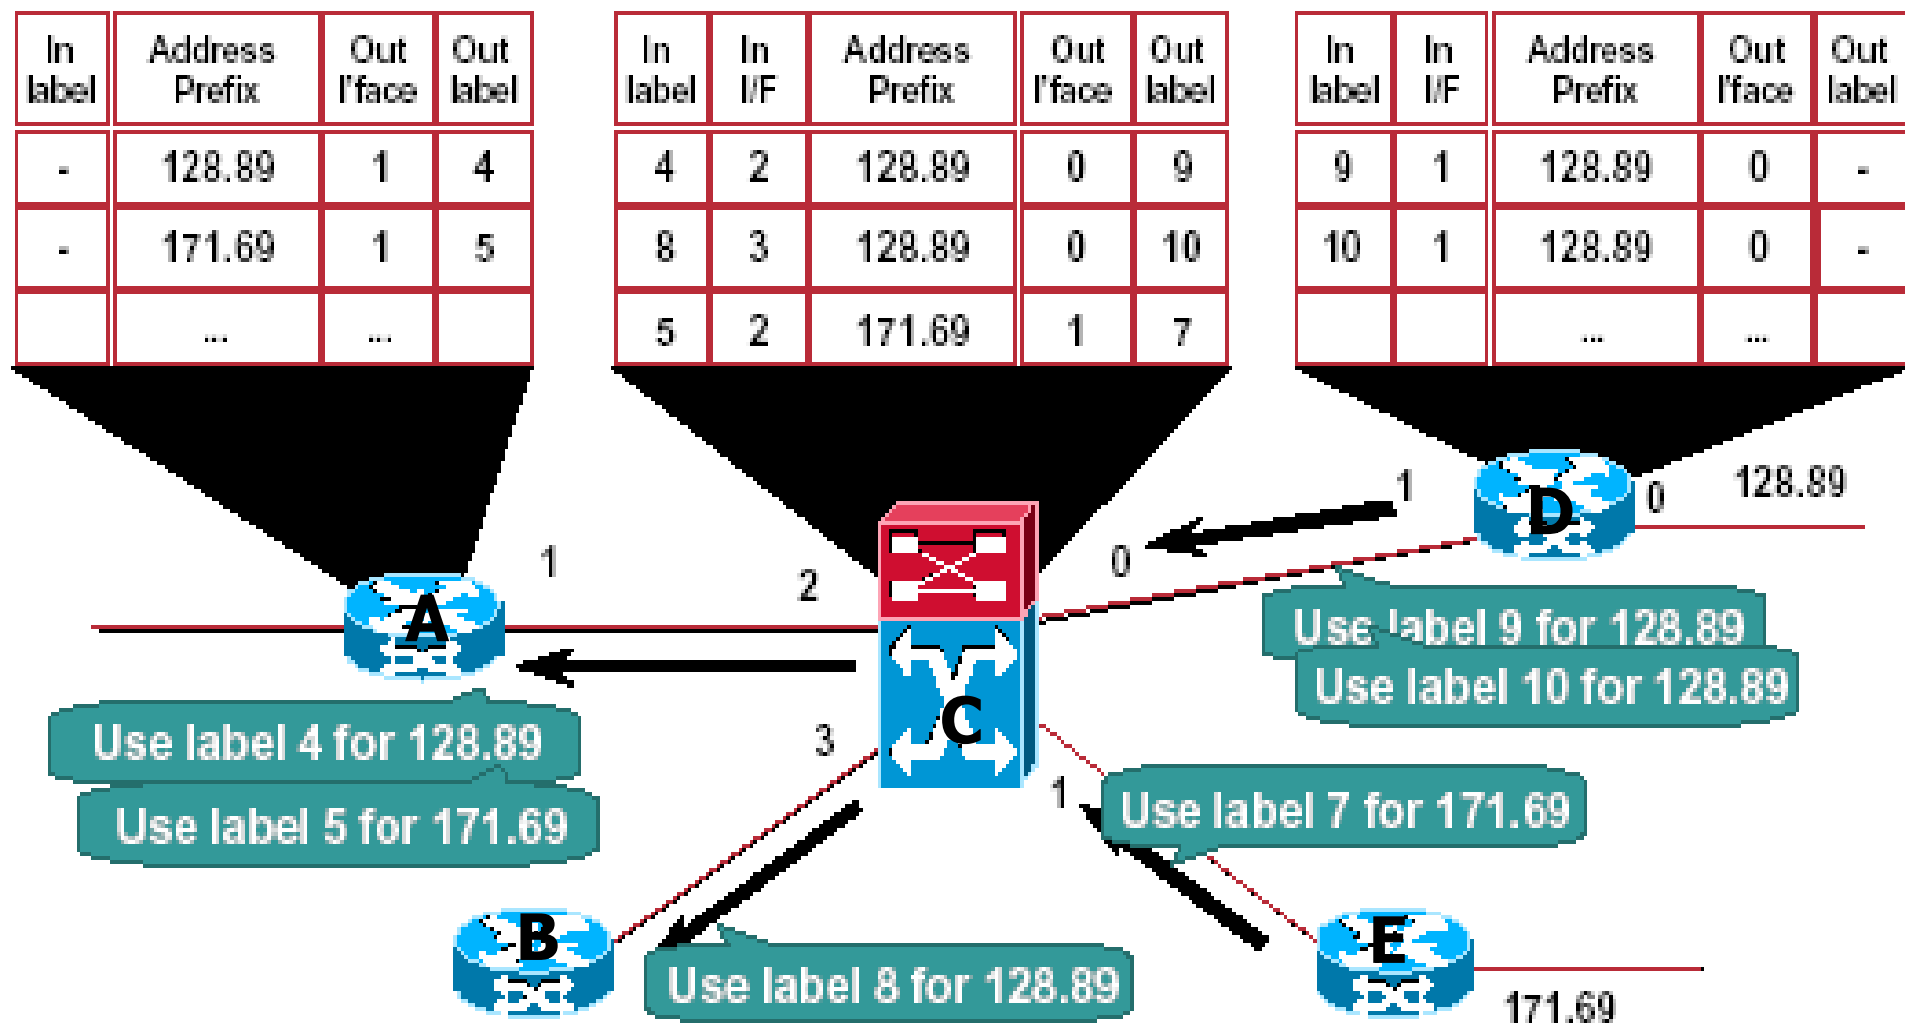 In label | Address Prefix | Out I'face | Out label
- | 128.89 | 1 | 4
- | 171.69 | 1 | 5
... | ...
In label | In I/F | Address Prefix | Out I'face | Out label
4 | 2 | 128.89 | 0 | 9
8 | 3 | 128.89 | 0 | 10
5 | 2 | 171.69 | 1 | 7
In label | In I/F | Address Prefix | Out I'face | Out label
9 | 1 | 128.89 | 0 | -
10 | 1 | 128.89 | 0 | -
... | ...
1
D
0
128.89
1
2
0
A
Use label 9 for 128.89
Use label 10 for 128.89
C
Use label 4 for 128.89
3
Use label 5 for 171.69
1
Use label 7 for 171.69
B
E
Use label 8 for 128.89
171.69